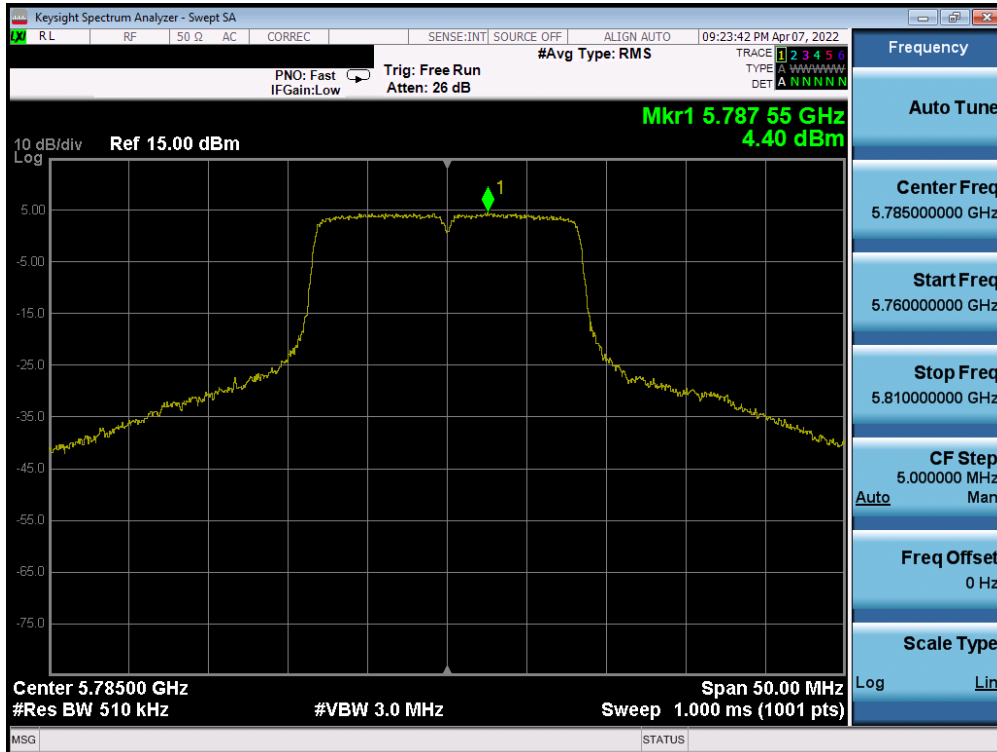 Keysight Spectrum Analyzer - Swept SA
LXI RL RF 50 Ω AC CORREC SENSE:INT SOURCE OFF ALIGN AUTO 09:23:42 PM Apr 07, 2022
PNO: Fast
IFGain:Low
Trig: Free Run
Atten: 26 dB
#Avg Type: RMS
TRACE 1 2 3 4 5 6
TYPE A WWWWW
DET A N N N N N
Mkr1 5.787 55 GHz
4.40 dBm
10 dB/div Ref 15.00 dBm
Log
1
5.00
-5.00
-15.0
-25.0
-35.0
-45.0
-55.0
-65.0
-75.0
Center 5.78500 GHz Span 50.00 MHz
#Res BW 510 kHz #VBW 3.0 MHz Sweep 1.000 ms (1001 pts)
MSG STATUS
Frequency
Auto Tune
Center Freq
5.785000000 GHz
Start Freq
5.760000000 GHz
Stop Freq
5.810000000 GHz
CF Step
5.000000 MHz
Auto Man
Freq Offset
0 Hz
Scale Type
Log Lin